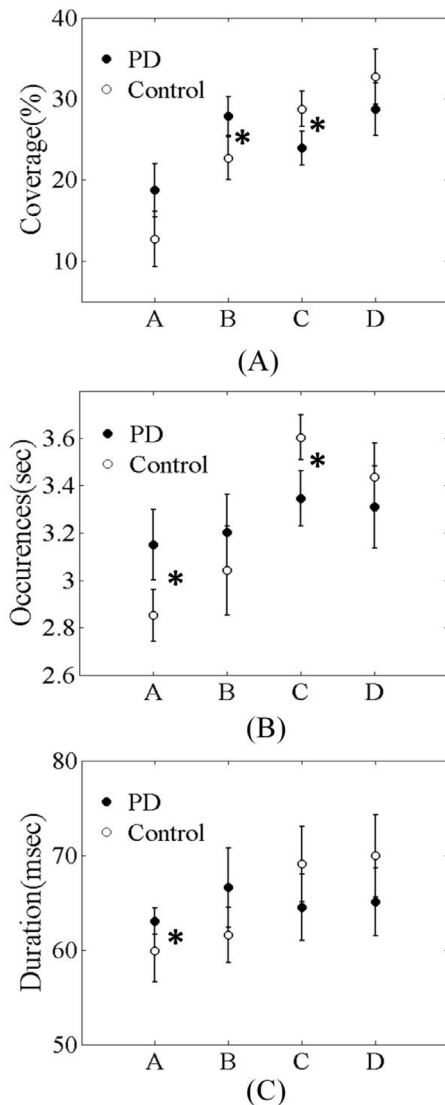 40
PD
Control
30
Coverage(%)
*
*
20
10
A B C D
(A)
3.6
PD
Control
*
3.4
Occurences(sec)
3.2
3
*
2.8
2.6
A B C D
(B)
80
PD
Control
70
Duration(msec)
*
60
50
A B C D
(C)